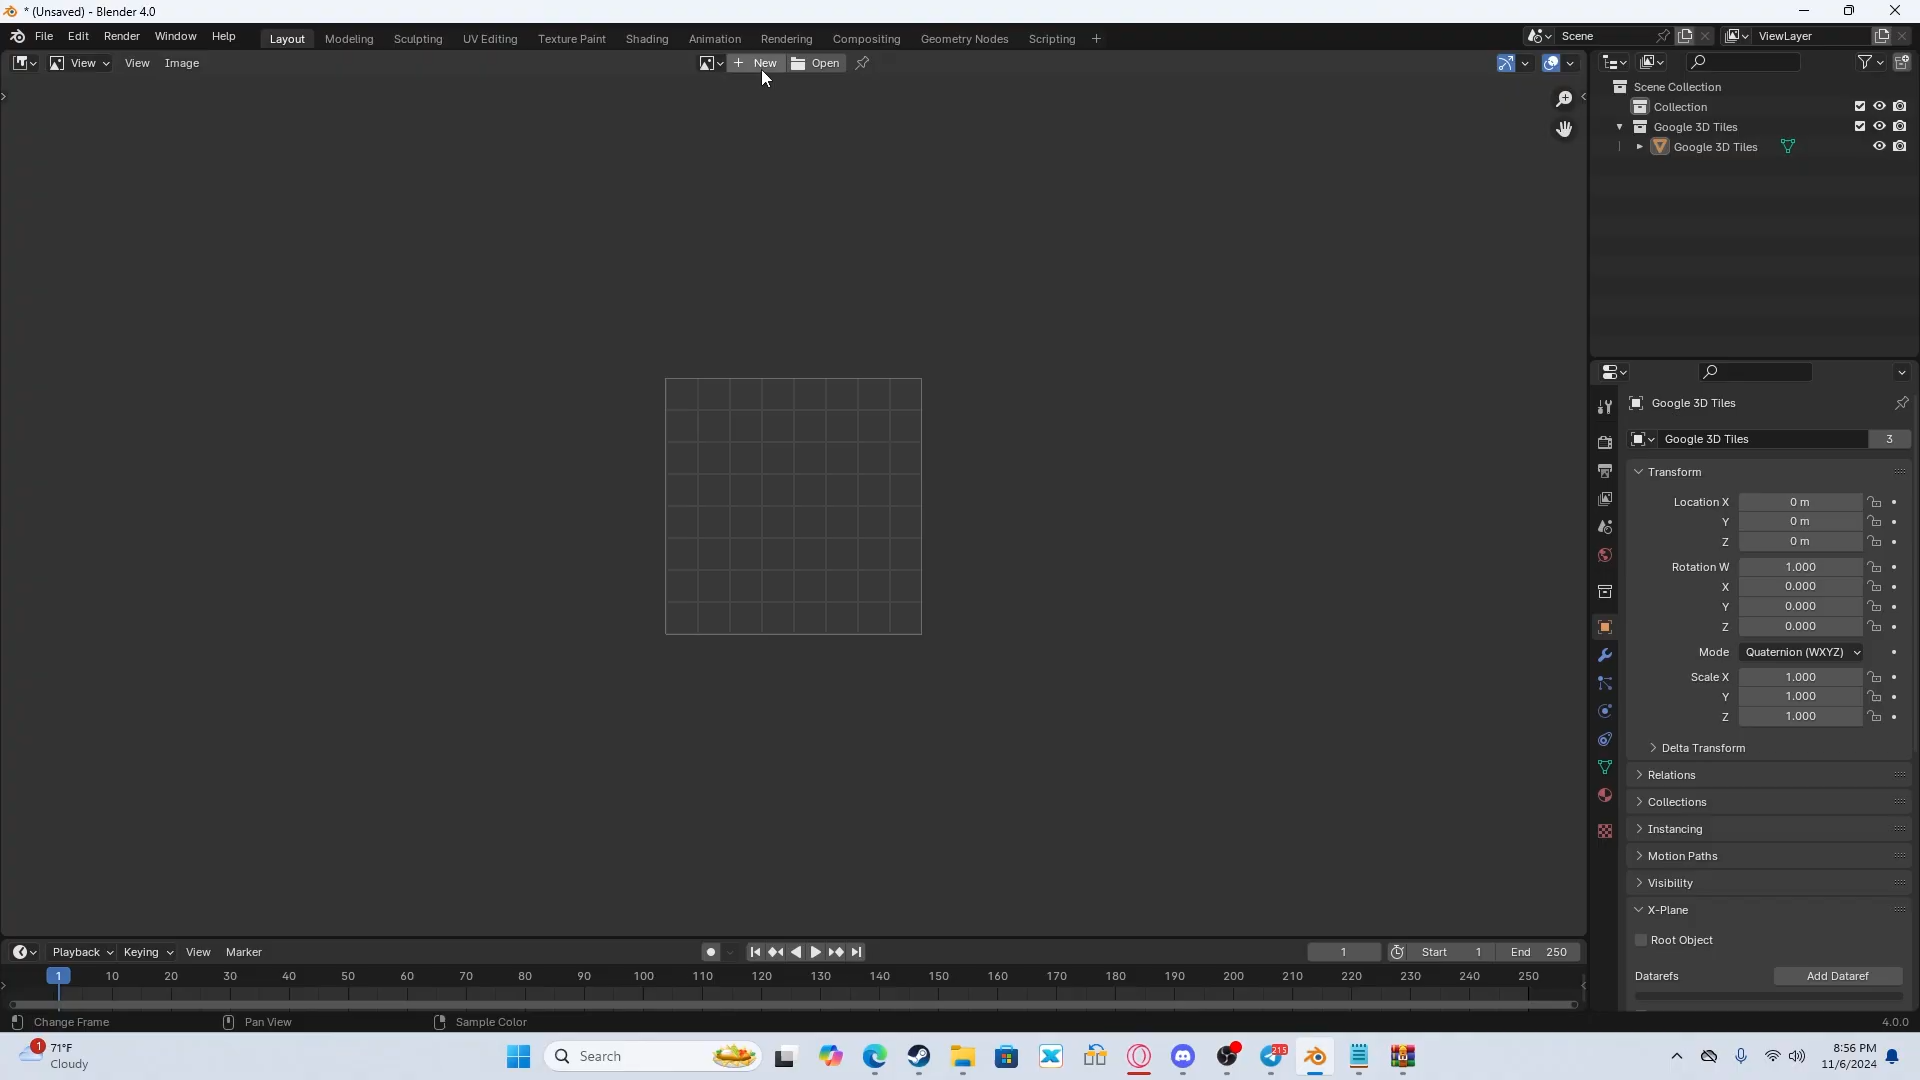 * (Unsaved) - Blender 4.0
File Edit Render Window Help Layout Modeling Sculpting UV Editing Texture Paint Shading Animation Rendering Compositing Geometry Nodes Scripting + Scene ViewLayer
View View Image + New Open
Scene Collection
Collection
Google 3D Tiles
Google 3D Tiles
Google 3D Tiles
Google 3D Tiles 3
Transform
Location X 0 m
Y 0 m
Z 0 m
Rotation W 1.000
X 0.000
Y 0.000
Z 0.000
Mode Quaternion (WXYZ)
Scale X 1.000
Y 1.000
Z 1.000
Delta Transform
Relations
Collections
Instancing
Motion Paths
Visibility
X-Plane
Root Object
Datarefs Add Dataref
Playback Keying View Marker 1 Start 1 End 250
1 10 20 30 40 50 60 70 80 90 100 110 120 130 140 150 160 170 180 190 200 210 220 230 240 250
Change Frame Pan View Sample Color 4.0.0
1 71°F
Cloudy
Search
215
8:56 PM
11/6/2024